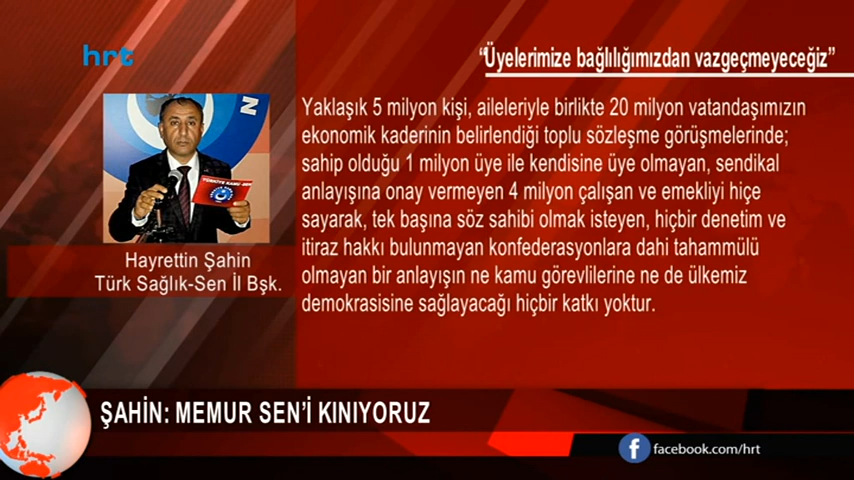 hrt
“Üyelerimize bağlılığımızdan vazgeçmeyeceğiz”
Yaklaşık 5 milyon kişi, aileleriyle birlikte 20 milyon vatandaşımızın
ekonomik kaderinin belirlendiği toplu sözleşme görüşmelerinde;
sahip olduğu 1 milyon üye ile kendisine üye olmayan, sendikal
anlayışına onay vermeyen 4 milyon çalışan ve emekliyi hiçe
sayarak, tek başına söz sahibi olmak isteyen, hiçbir denetim ve
itiraz hakkı bulunmayan konfederasyonlara dahi tahammülü
olmayan bir anlayışın ne kamu görevlilerine ne de ülkemiz
demokrasisine sağlayacağı hiçbir katkı yoktur.
N
TÜRKİYE KAMU-SEN
Hayrettin Şahin
Türk Sağlık-Sen İl Bşk.
ŞAHİN: MEMUR SEN’İ KINIYORUZ
facebook.com/hrt